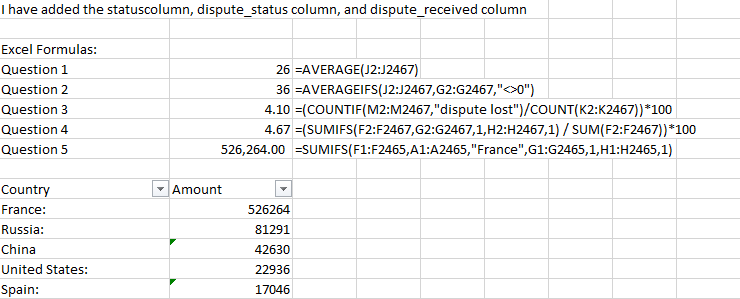 I have added the statuscolumn, dispute_status column, and dispute_received column
Excel Formulas:
Question 1 26 =AVERAGE(J2:J2467)
Question 2 36 =AVERAGEIFS(J2:J2467,G2:G2467,"<>0")
Question 3 4.10 =(COUNTIF(M2:M2467,"dispute lost")/COUNT(K2:K2467))*100
Question 4 4.67 =(SUMIFS(F2:F2467,G2:G2467,1,H2:H2467,1) / SUM(F2:F2467))*100
Question 5 526,264.00 =SUMIFS(F1:F2465,A1:A2465,"France",G1:G2465,1,H1:H2465,1)
Country Amount
France: 526264
Russia: 81291
China 42630
United States: 22936
Spain: 17046